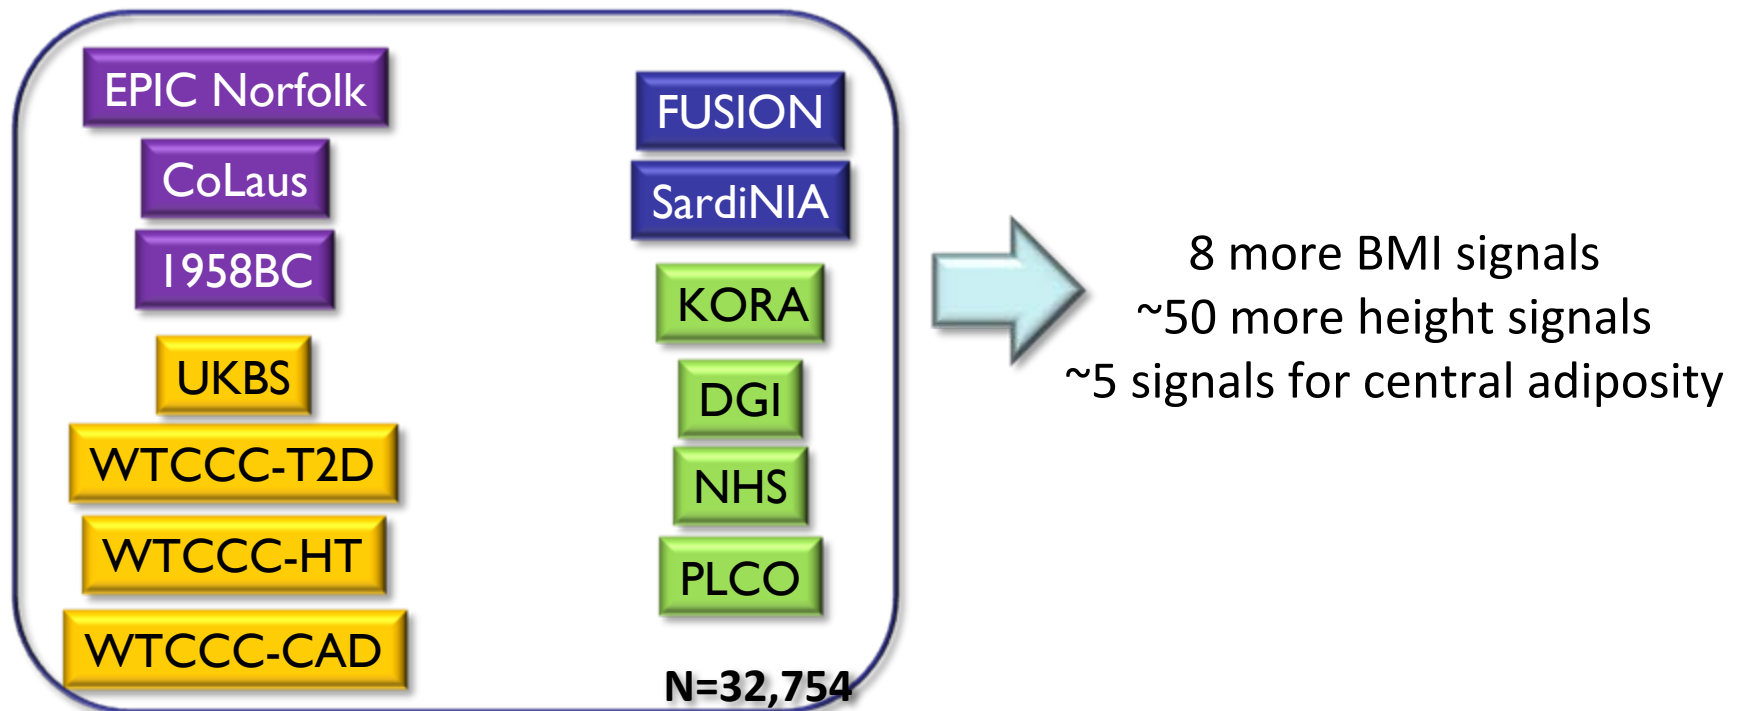 EPIC Norfolk
CoLaus
1958BC
UKBS
WTCCC-T2D
WTCCC-HT
WTCCC-CAD
FUSION
SardiNIA
KORA
DGI
NHS
PLCO
N=32,754
8 more BMI signals
~50 more height signals
~5 signals for central adiposity